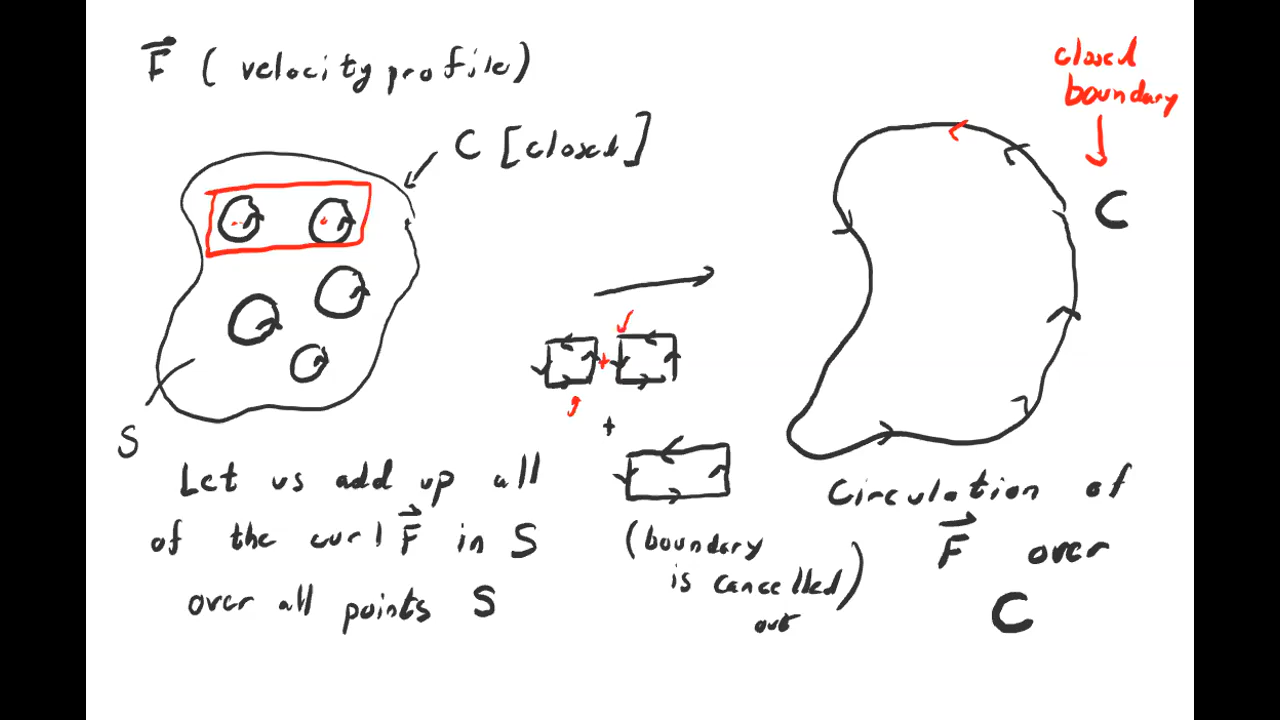 F⃗ (velocity profile)
C [closed]
closed
boundary
C
S
+
+
Let us add up all
of the curl F⃗ in S
over all points S
(boundary
is cancelled)
out
Circulation of
F⃗ over
C